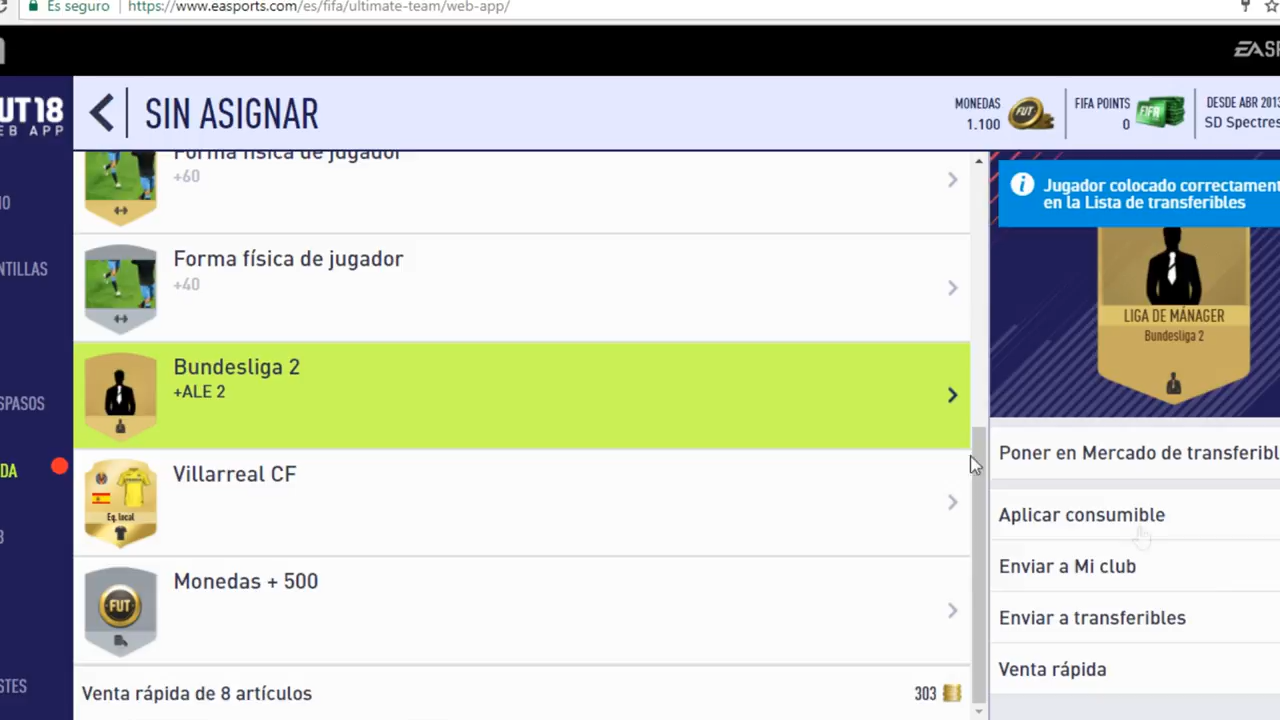 Es seguro
https://www.easports.com/es/fifa/ultimate-team/web-app/
SIN ASIGNAR
MONEDAS
1.100
FUT
FIFA POINTS
0
FIFA
DESDE ABR 2013
SD Spectres
UT18
EB APP
NTILLAS
SPASOS
DA
STES
Forma física de jugador
+60
Forma física de jugador
+40
Bundesliga 2
+ALE 2
Villarreal CF
Eq. local
Monedas + 500
FUT
Venta rápida de 8 artículos
303
Jugador colocado correctament
en la Lista de transferibles
LIGA DE MÁNAGER
Bundesliga 2
Poner en Mercado de transferibl
Aplicar consumible
Enviar a Mi club
Enviar a transferibles
Venta rápida